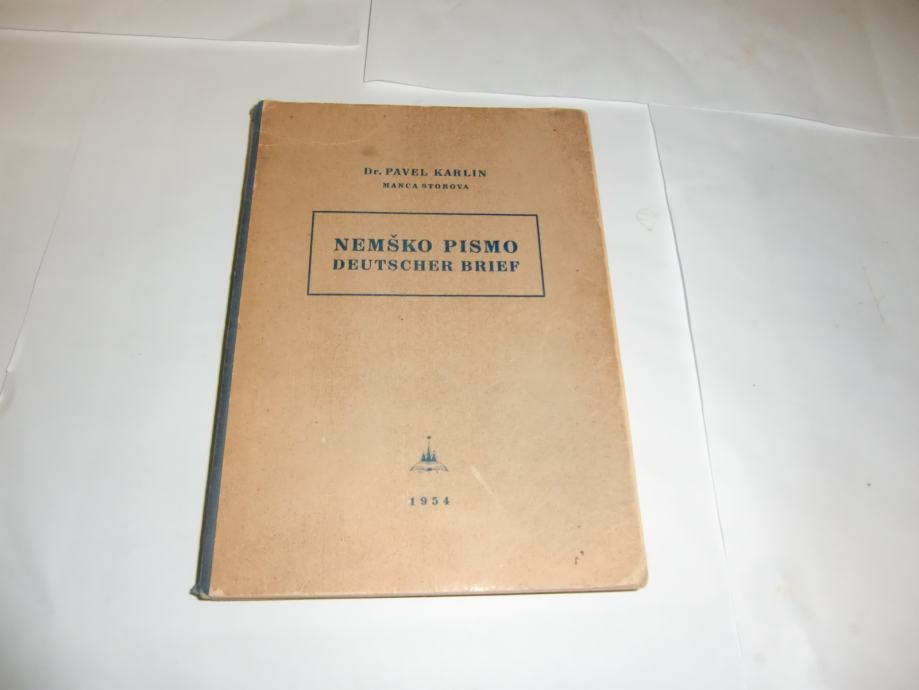 Dr. PAVEL KARLIN
MANCA STOROVA
NEMŠKO PISMO
DEUTSCHER BRIEF
1954